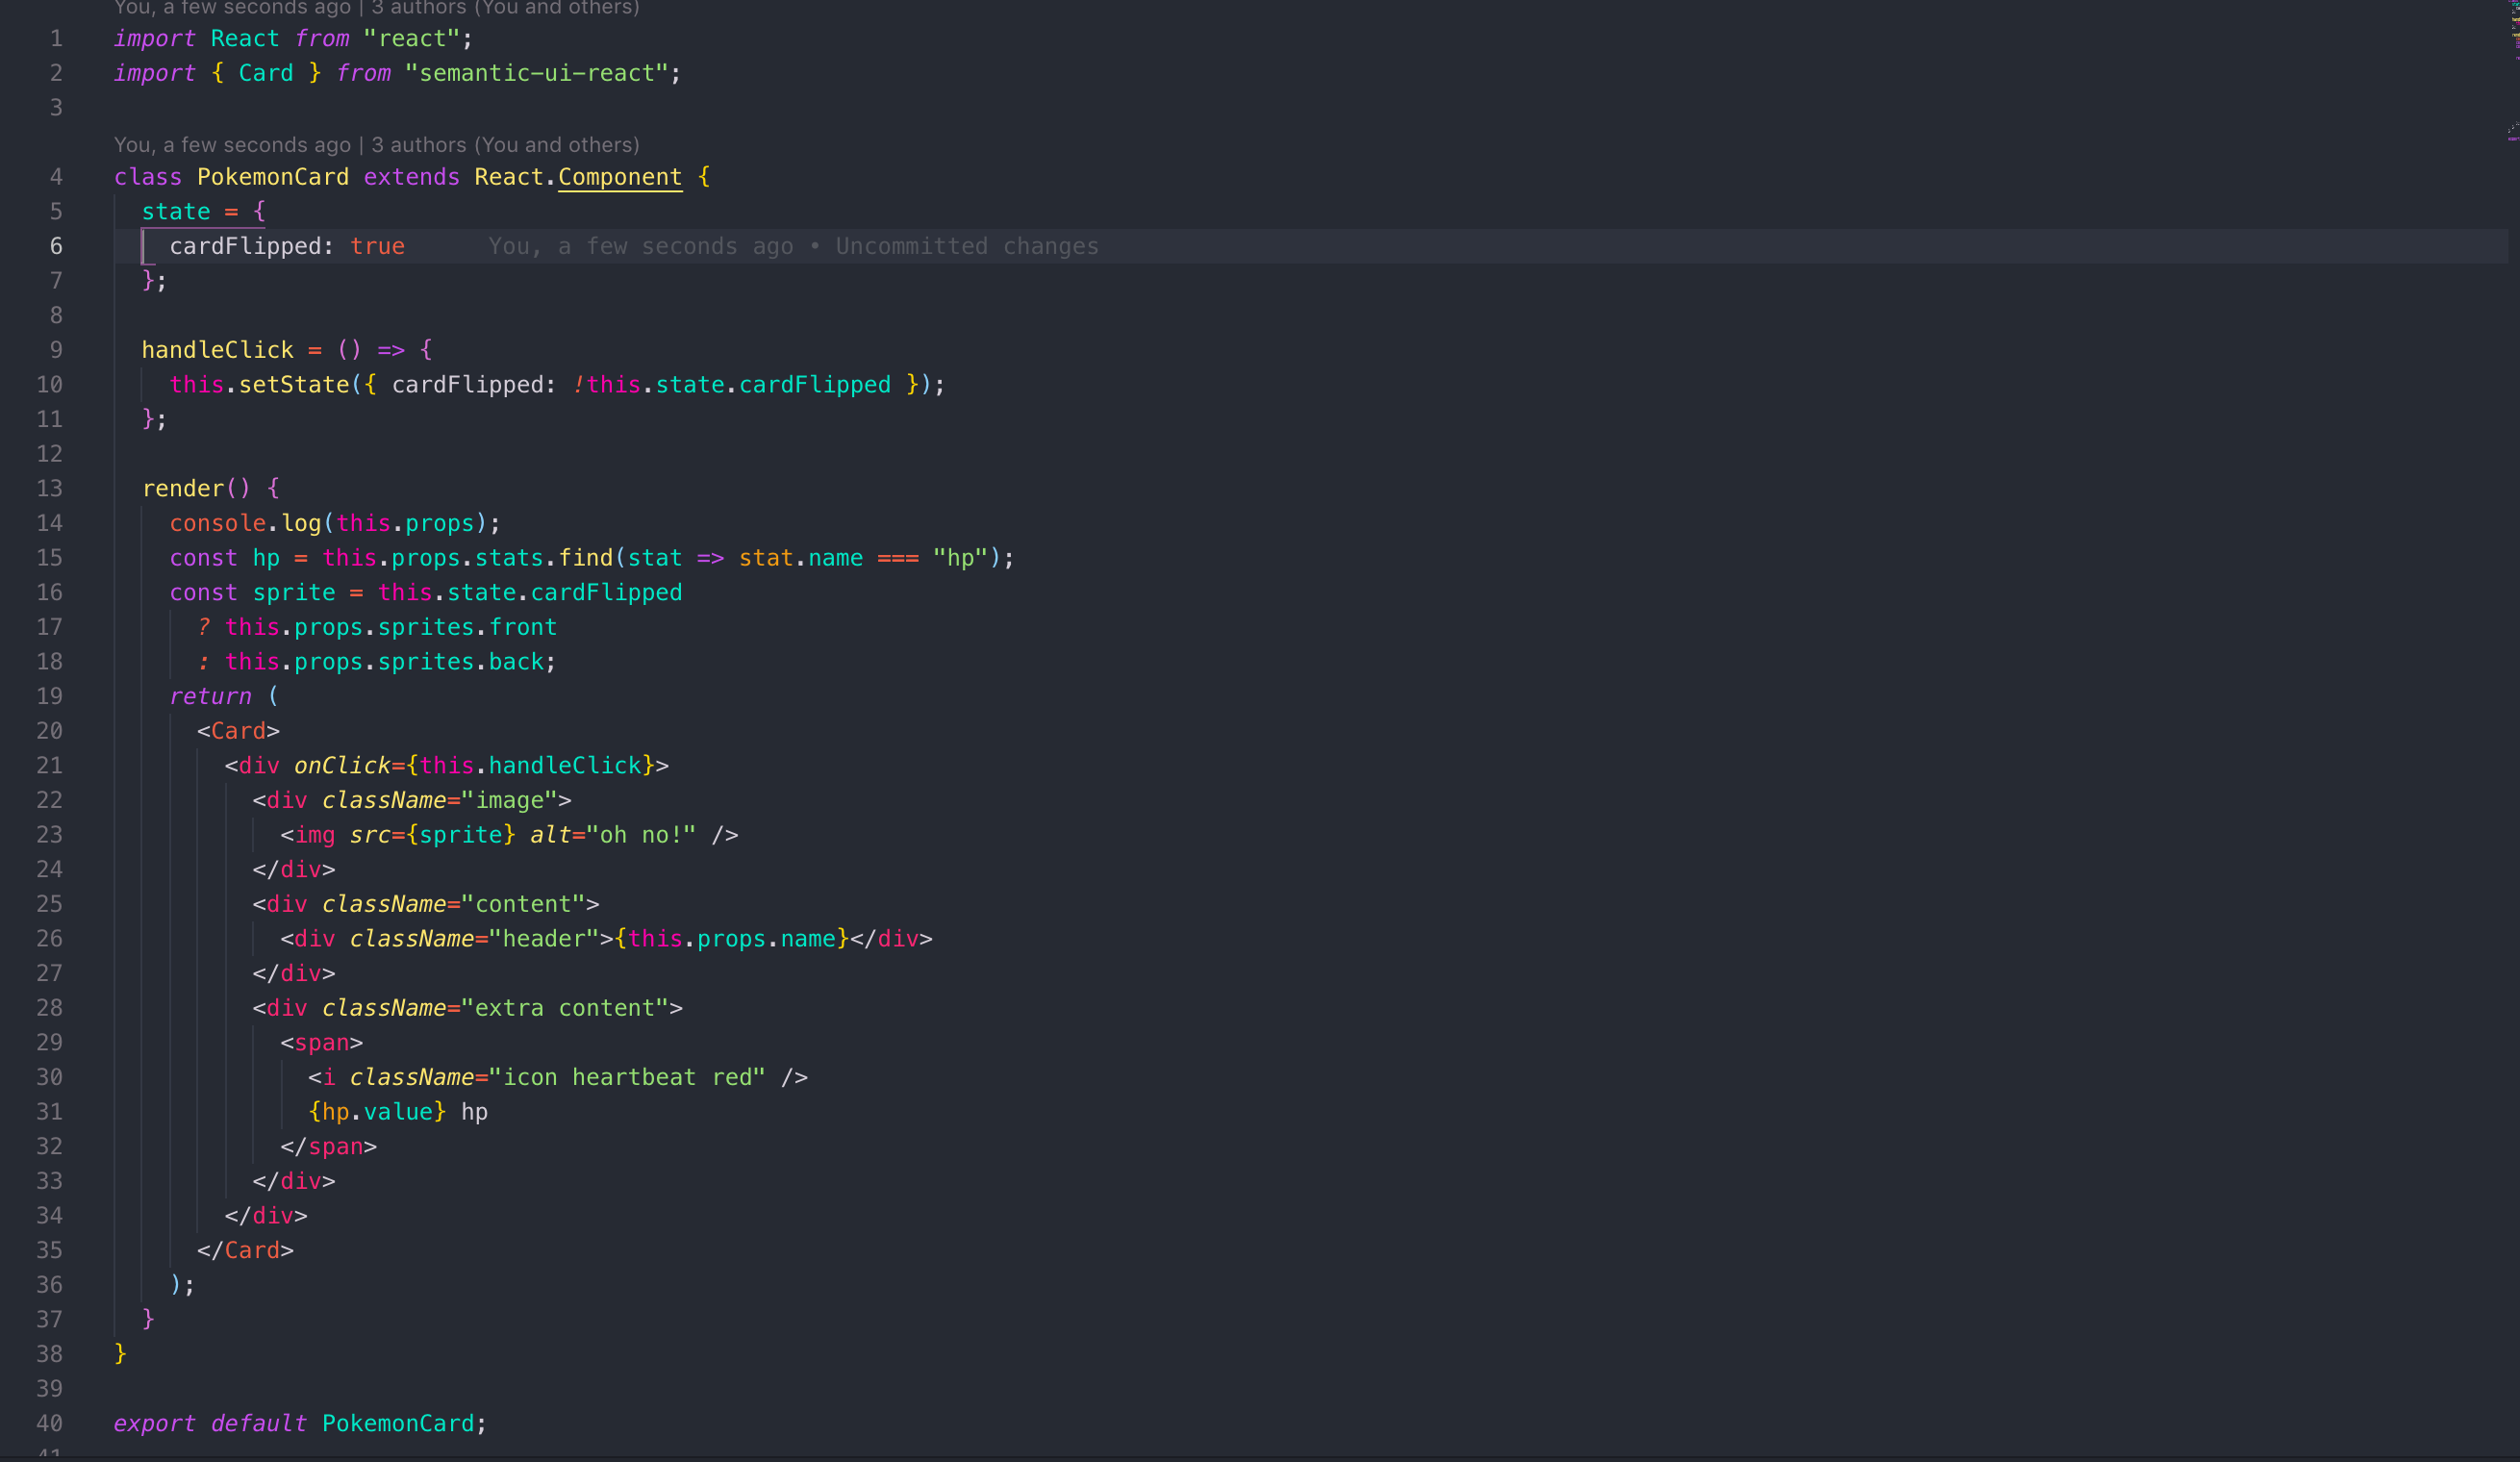 You, a few seconds ago | 3 authors (You and others)
1 import React from "react";
2 import { Card } from "semantic-ui-react";
3
You, a few seconds ago | 3 authors (You and others)
4 class PokemonCard extends React.Component {
5   state = {
6     cardFlipped: true      You, a few seconds ago • Uncommitted changes
7   };
8
9   handleClick = () => {
10     this.setState({ cardFlipped: !this.state.cardFlipped });
11   };
12
13   render() {
14     console.log(this.props);
15     const hp = this.props.stats.find(stat => stat.name === "hp");
16     const sprite = this.state.cardFlipped
17       ? this.props.sprites.front
18       : this.props.sprites.back;
19     return (
20       <Card>
21         <div onClick={this.handleClick}>
22           <div className="image">
23             <img src={sprite} alt="oh no!" />
24           </div>
25           <div className="content">
26             <div className="header">{this.props.name}</div>
27           </div>
28           <div className="extra content">
29             <span>
30               <i className="icon heartbeat red" />
31               {hp.value} hp
32             </span>
33           </div>
34         </div>
35       </Card>
36     );
37   }
38 }
39
40 export default PokemonCard;
41